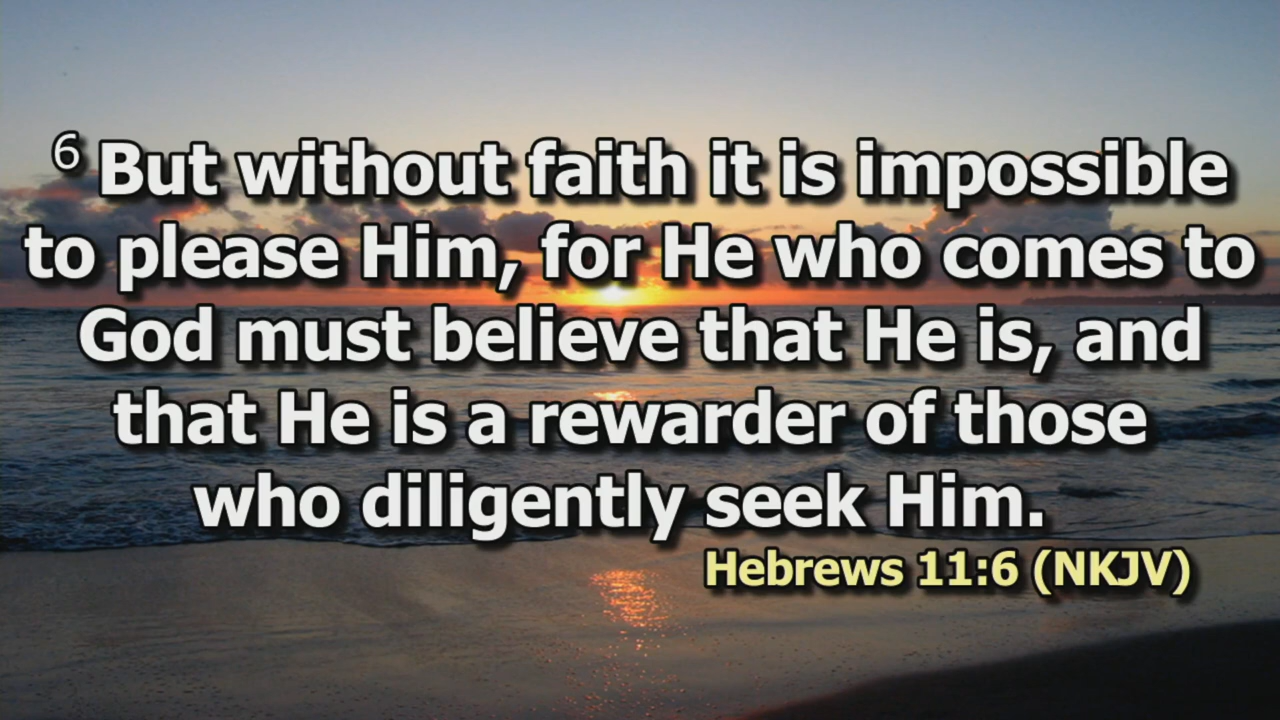 6 But without faith it is impossible
to please Him, for He who comes to
God must believe that He is, and
that He is a rewarder of those
who diligently seek Him.
Hebrews 11:6 (NKJV)